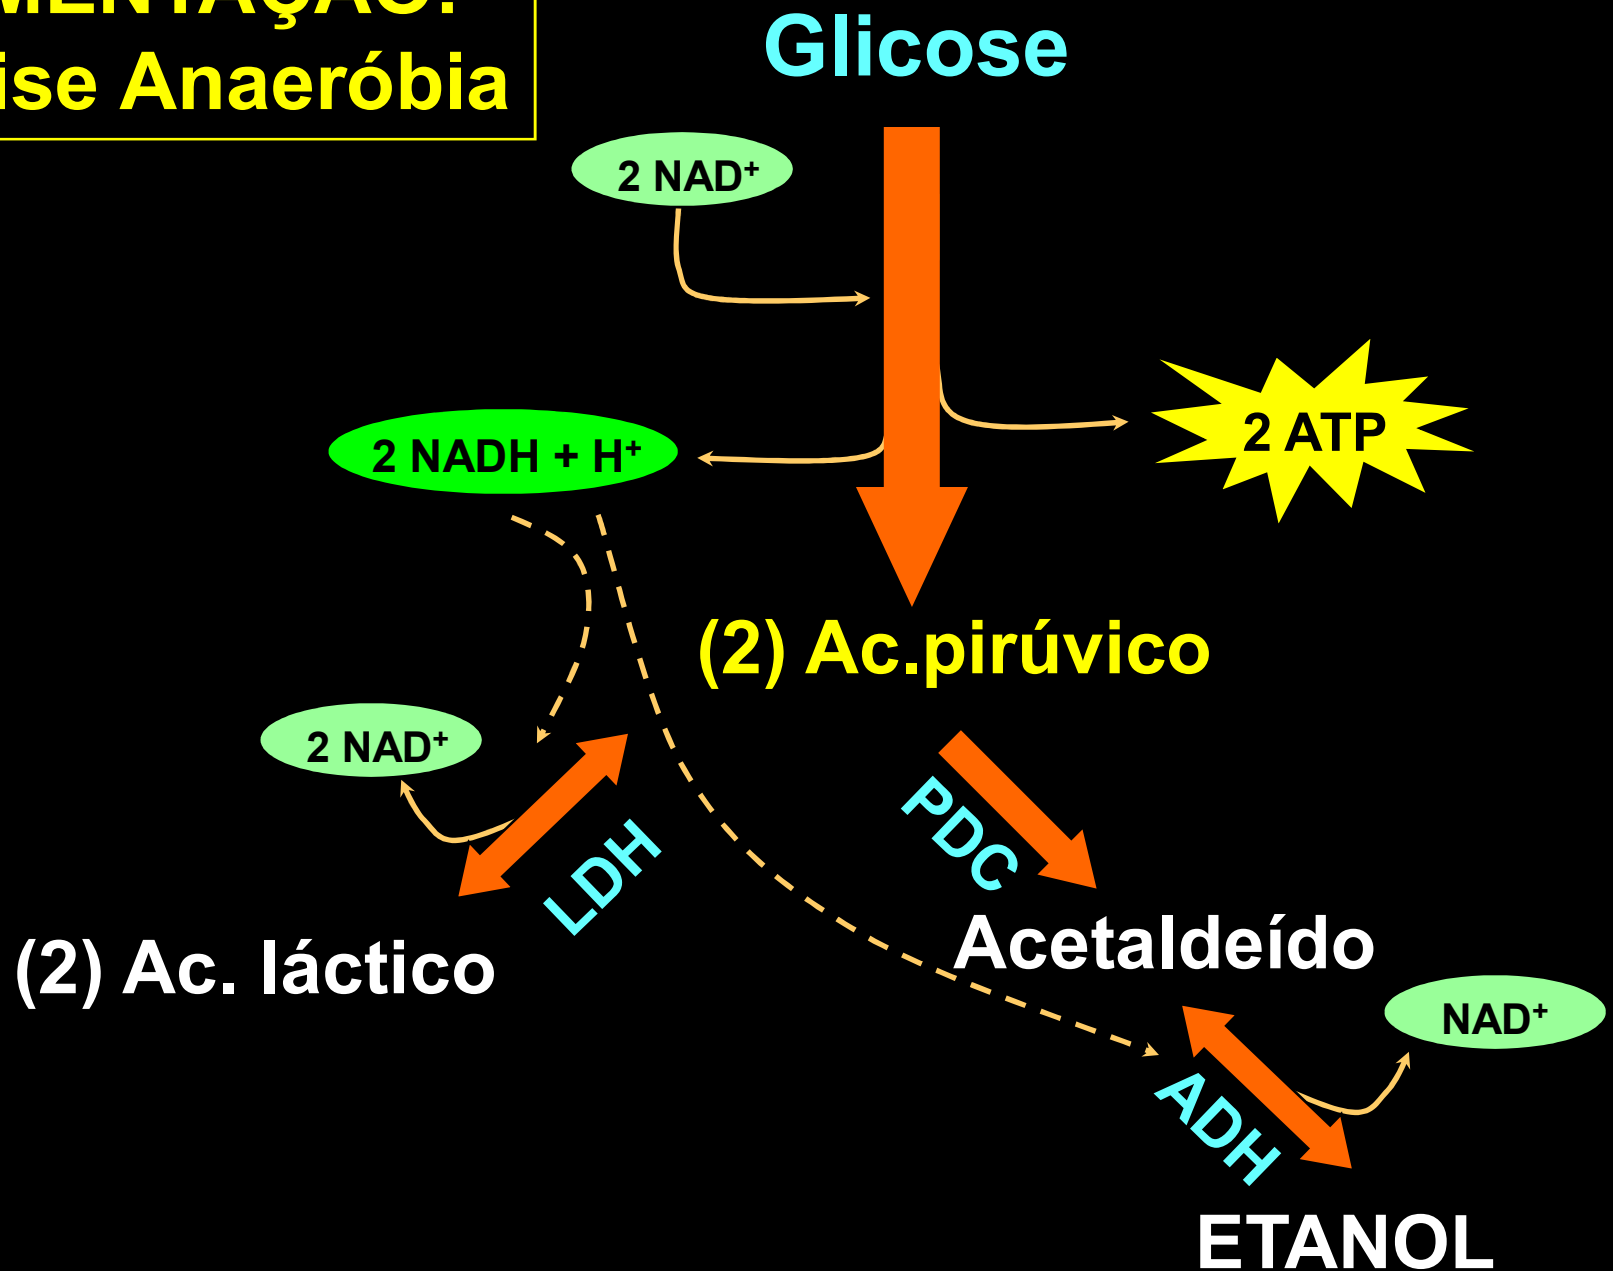 MENTAÇÃO:
ise Anaeróbia
Glicose
2 NAD⁺
2 ATP
2 NADH + H⁺
(2) Ac.pirúvico
2 NAD⁺
LDH
PDC
(2) Ac. láctico
Acetaldeído
NAD⁺
ADH
ETANOL